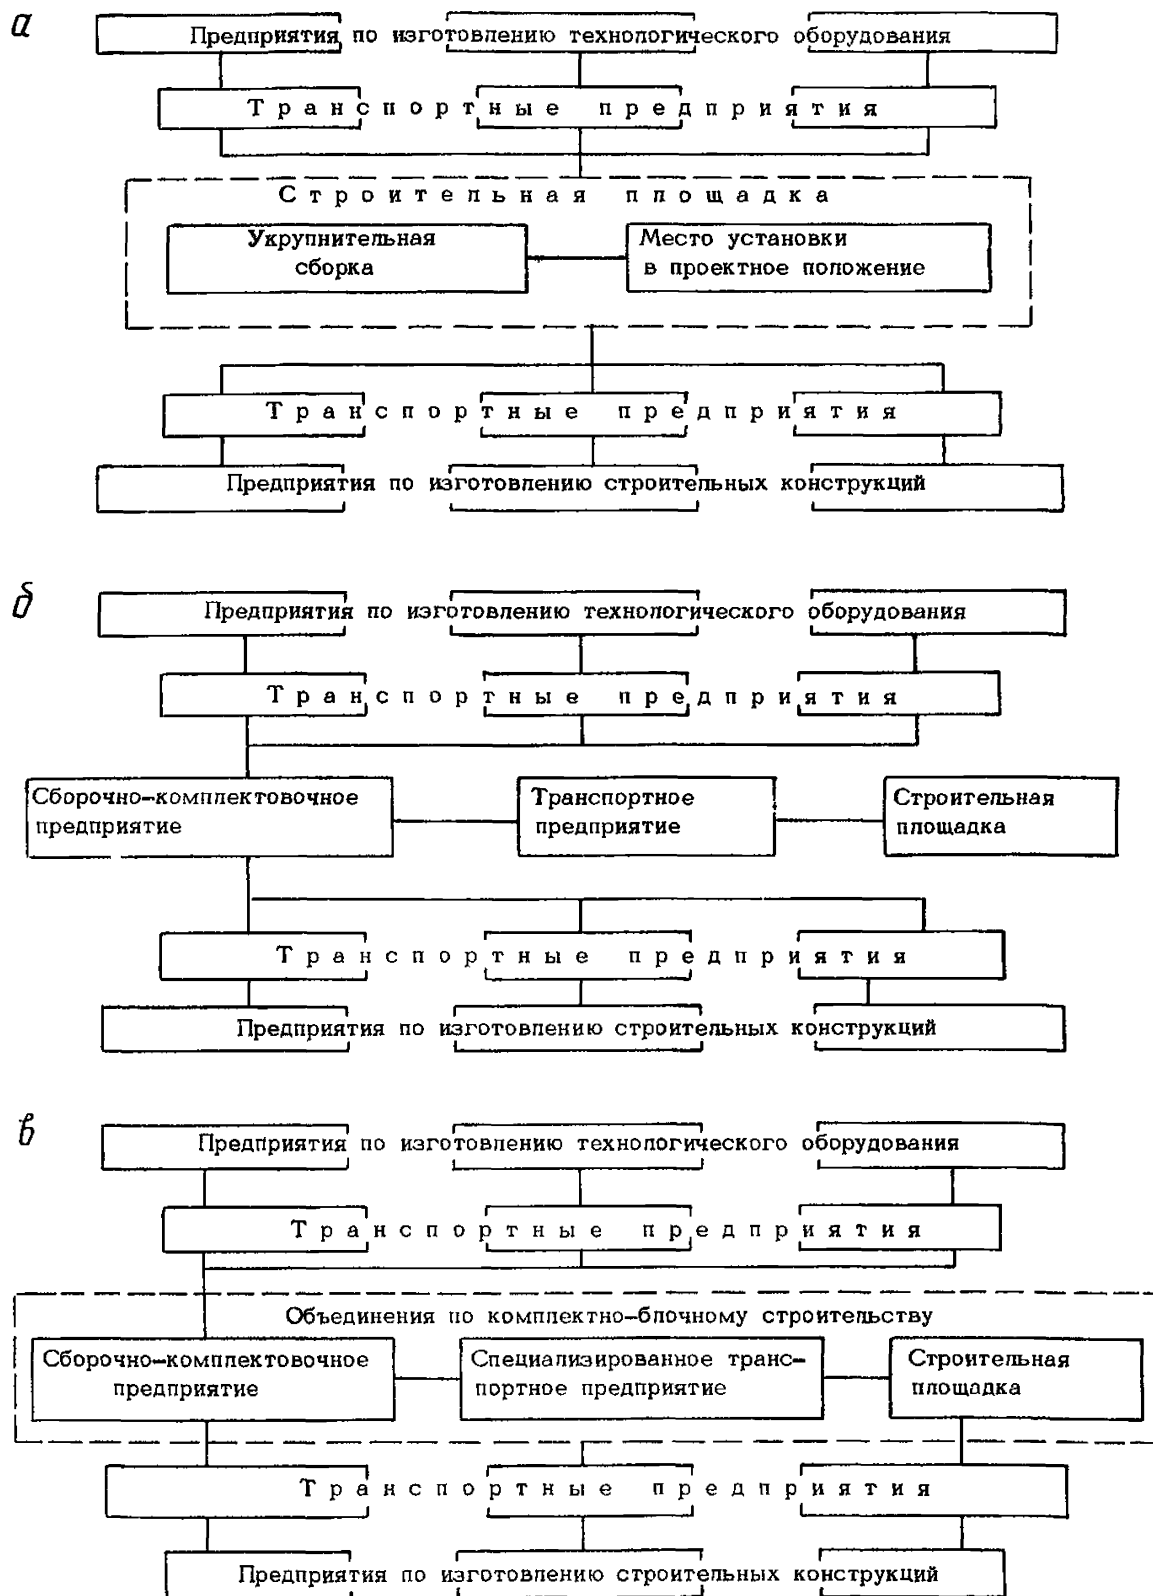 а
Предприятия по изготовлению технологического оборудования
Транспортные предприятия
Строительная площадка
Укрупнительная
сборка
Место установки
в проектное положение
Транспортные предприятия
Предприятия по изготовлению строительных конструкций
б
Предприятия по изготовлению технологического оборудования
Транспортные предприятия
Сборочно-комплектовочное
предприятие
Транспортное
предприятие
Строительная
площадка
Транспортные предприятия
Предприятия по изготовлению строительных конструкций
в
Предприятия по изготовлению технологического оборудования
Транспортные предприятия
Объединения по комплектно-блочному строительству
Сборочно-комплектовочное
предприятие
Специализированное транс-
портное предприятие
Строительная
площадка
Транспортные предприятия
Предприятия по изготовлению строительных конструкций